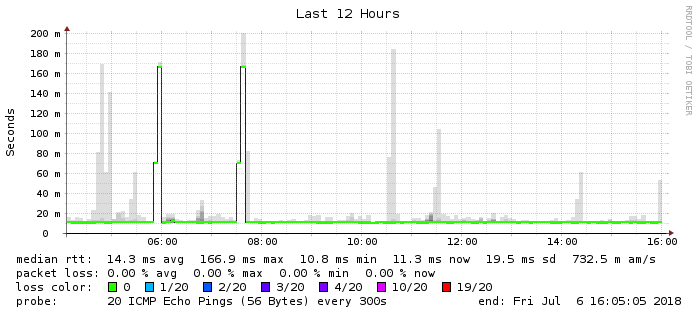 Last 12 Hours
RRDTOOL / TOBI OETIKER
Seconds
200 m
180 m
160 m
140 m
120 m
100 m
80 m
60 m
40 m
20 m
0
06:00 08:00 10:00 12:00 14:00 16:00
median rtt: 14.3 ms avg 166.9 ms max 10.8 ms min 11.3 ms now 19.5 ms sd 732.5 m am/s
packet loss: 0.00 % avg 0.00 % max 0.00 % min 0.00 % now
loss color: 0 1/20 2/20 3/20 4/20 10/20 19/20
probe: 20 ICMP Echo Pings (56 Bytes) every 300s end: Fri Jul 6 16:05:05 2018